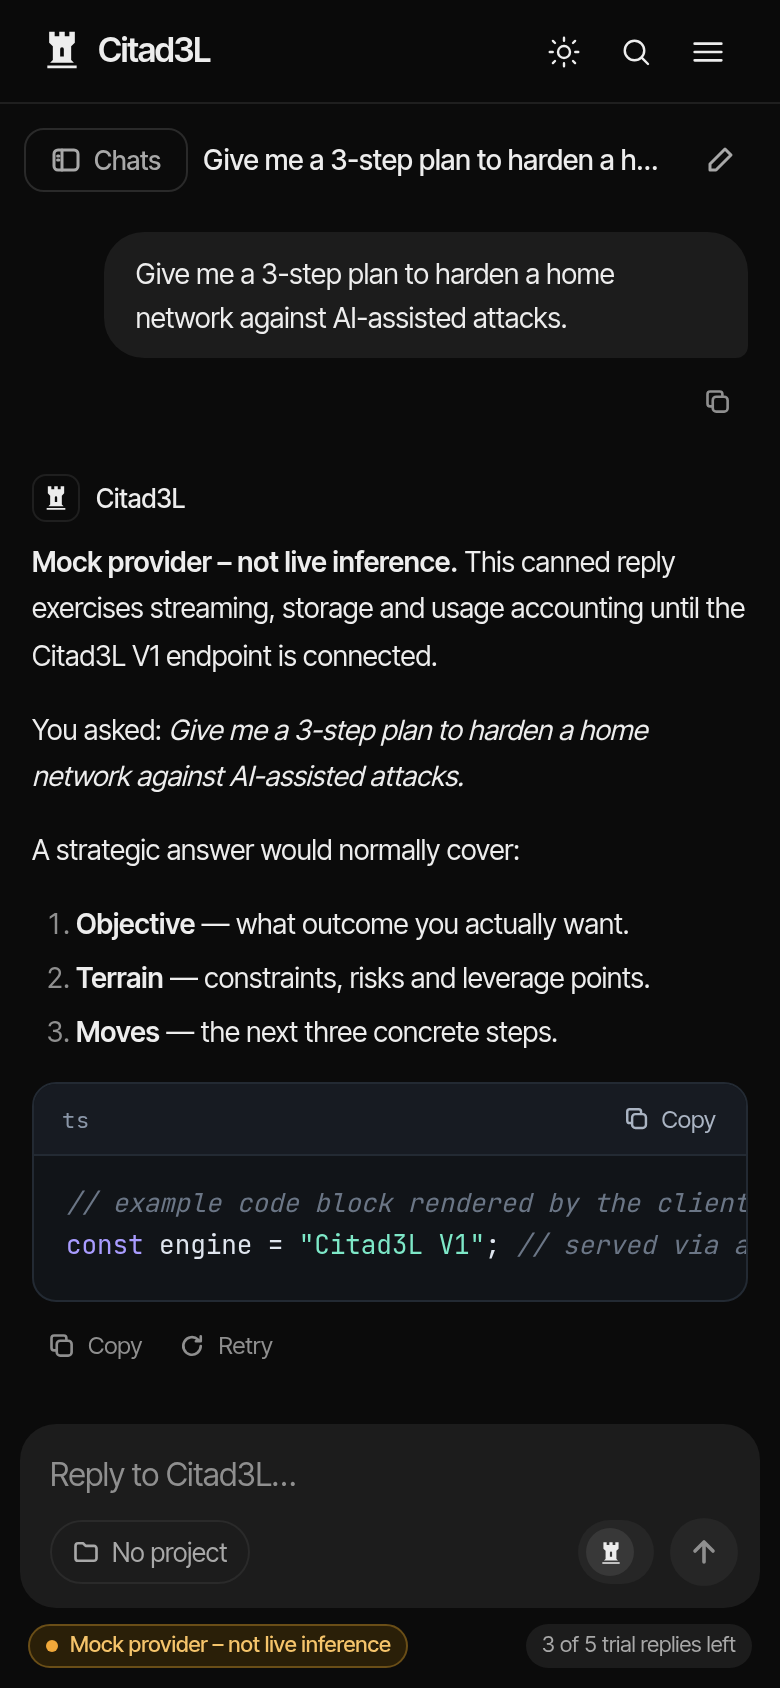 Citad3L
Chats
Give me a 3-step plan to harden a h...
Give me a 3-step plan to harden a home
network against AI-assisted attacks.
Citad3L
Mock provider – not live inference. This canned reply
exercises streaming, storage and usage accounting until the
Citad3L V1 endpoint is connected.
You asked: Give me a 3-step plan to harden a home
network against AI-assisted attacks.
A strategic answer would normally cover:
1. Objective — what outcome you actually want.
2. Terrain — constraints, risks and leverage points.
3. Moves — the next three concrete steps.
ts
Copy
// example code block rendered by the client
const engine = "Citad3L V1"; // served via a
Copy
Retry
Reply to Citad3L...
No project
Mock provider – not live inference
3 of 5 trial replies left